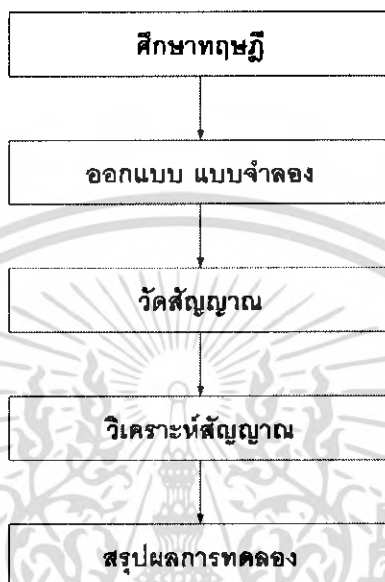 ศึกษาทฤษฎี
ออกแบบ แบบจำลอง
วัดสัญญาณ
วิเคราะห์สัญญาณ
สรุปผลการทดลอง